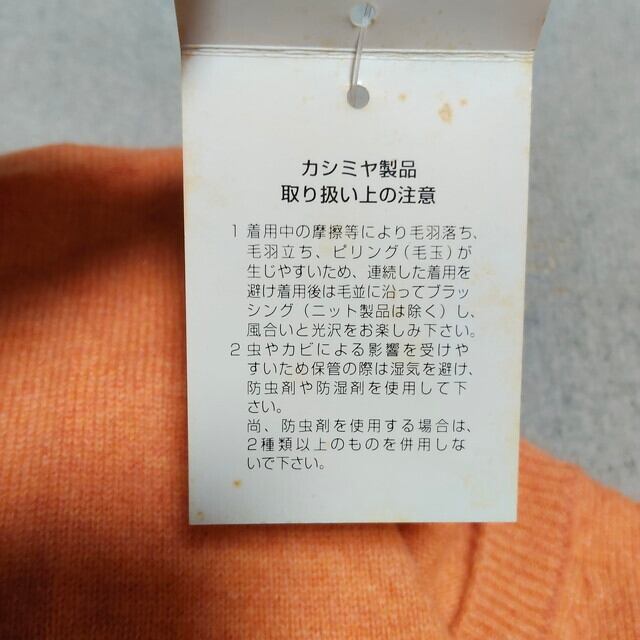 カシミヤ製品
取り扱い上の注意
1 着用中の摩擦等により毛羽落ち、
毛羽立ち、ピリング(毛玉)が
生じやすいため、連続した着用を
避け着用後は毛並に沿ってブラッ
シング(ニット製品は除く)し、
風合いと光沢をお楽しみ下さい。
2 虫やカビによる影響を受けや
すいため保管の際は湿気を避け、
防虫剤や防湿剤を使用して下
さい。
尚、防虫剤を使用する場合は、
2種類以上のものを併用しな
いで下さい。